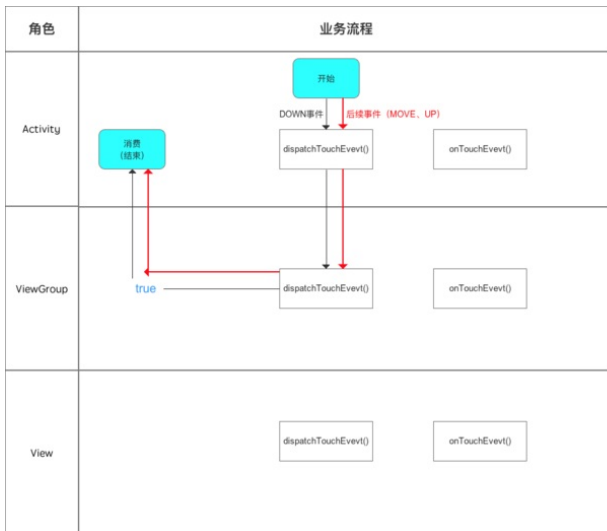 角色
业务流程
开始
DOWN事件
后续事件（MOVE、UP）
Activity
消费
（结束）
dispatchTouchEvevt()
onTouchEvevt()
ViewGroup
true
dispatchTouchEvevt()
onTouchEvevt()
View
dispatchTouchEvevt()
onTouchEvevt()